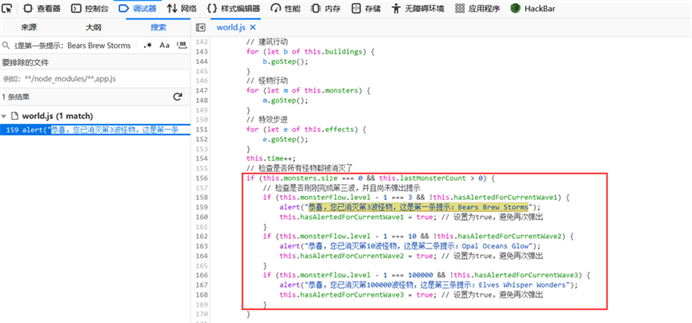 查看器 控制台 调试器 网络 样式编辑器 性能 内存 存储 无障碍环境 应用程序 HackBar
来源 大纲 搜索
是第一条提示：Bears Brew Storms .* Aa
要排除的文件
例如：**/node_modules/**,app.js
1 条结果
world.js (1 match)
159 alert("恭喜，您已消灭第3波怪物，这是第一条
world.js
142 // 建筑行动
143 for (let b of this.buildings) {
144 b.goStep();
145 }
146 // 怪物行动
147 for (let m of this.monsters) {
148 m.goStep();
149 }
150 // 特效步进
151 for (let e of this.effects) {
152 e.goStep();
153 }
154 this.time++;
155 // 检查是否所有怪物都被消灭了
156 if (this.monsters.size === 0 && this.lastMonsterCount > 0) {
157 // 检查是否刚刚完成第三波，并且尚未弹出提示
158 if (this.monsterFlow.level - 1 === 3 && !this.hasAlertedForCurrentWave1) {
159 alert("恭喜，您已消灭第3波怪物，这是第一条提示：Bears Brew Storms");
160 this.hasAlertedForCurrentWave1 = true; // 设置为true，避免再次弹出
161 }
162 if (this.monsterFlow.level - 1 === 10 && !this.hasAlertedForCurrentWave2) {
163 alert("恭喜，您已消灭第10波怪物，这是第二条提示：Opal Oceans Glow");
164 this.hasAlertedForCurrentWave2 = true; // 设置为true，避免再次弹出
165 }
166 if (this.monsterFlow.level - 1 === 100000 && !this.hasAlertedForCurrentWave3) {
167 alert("恭喜，您已消灭第100000波怪物，这是第三条提示：Elves Whisper Wonders");
168 this.hasAlertedForCurrentWave3 = true; // 设置为true，避免再次弹出
169 }
170 }